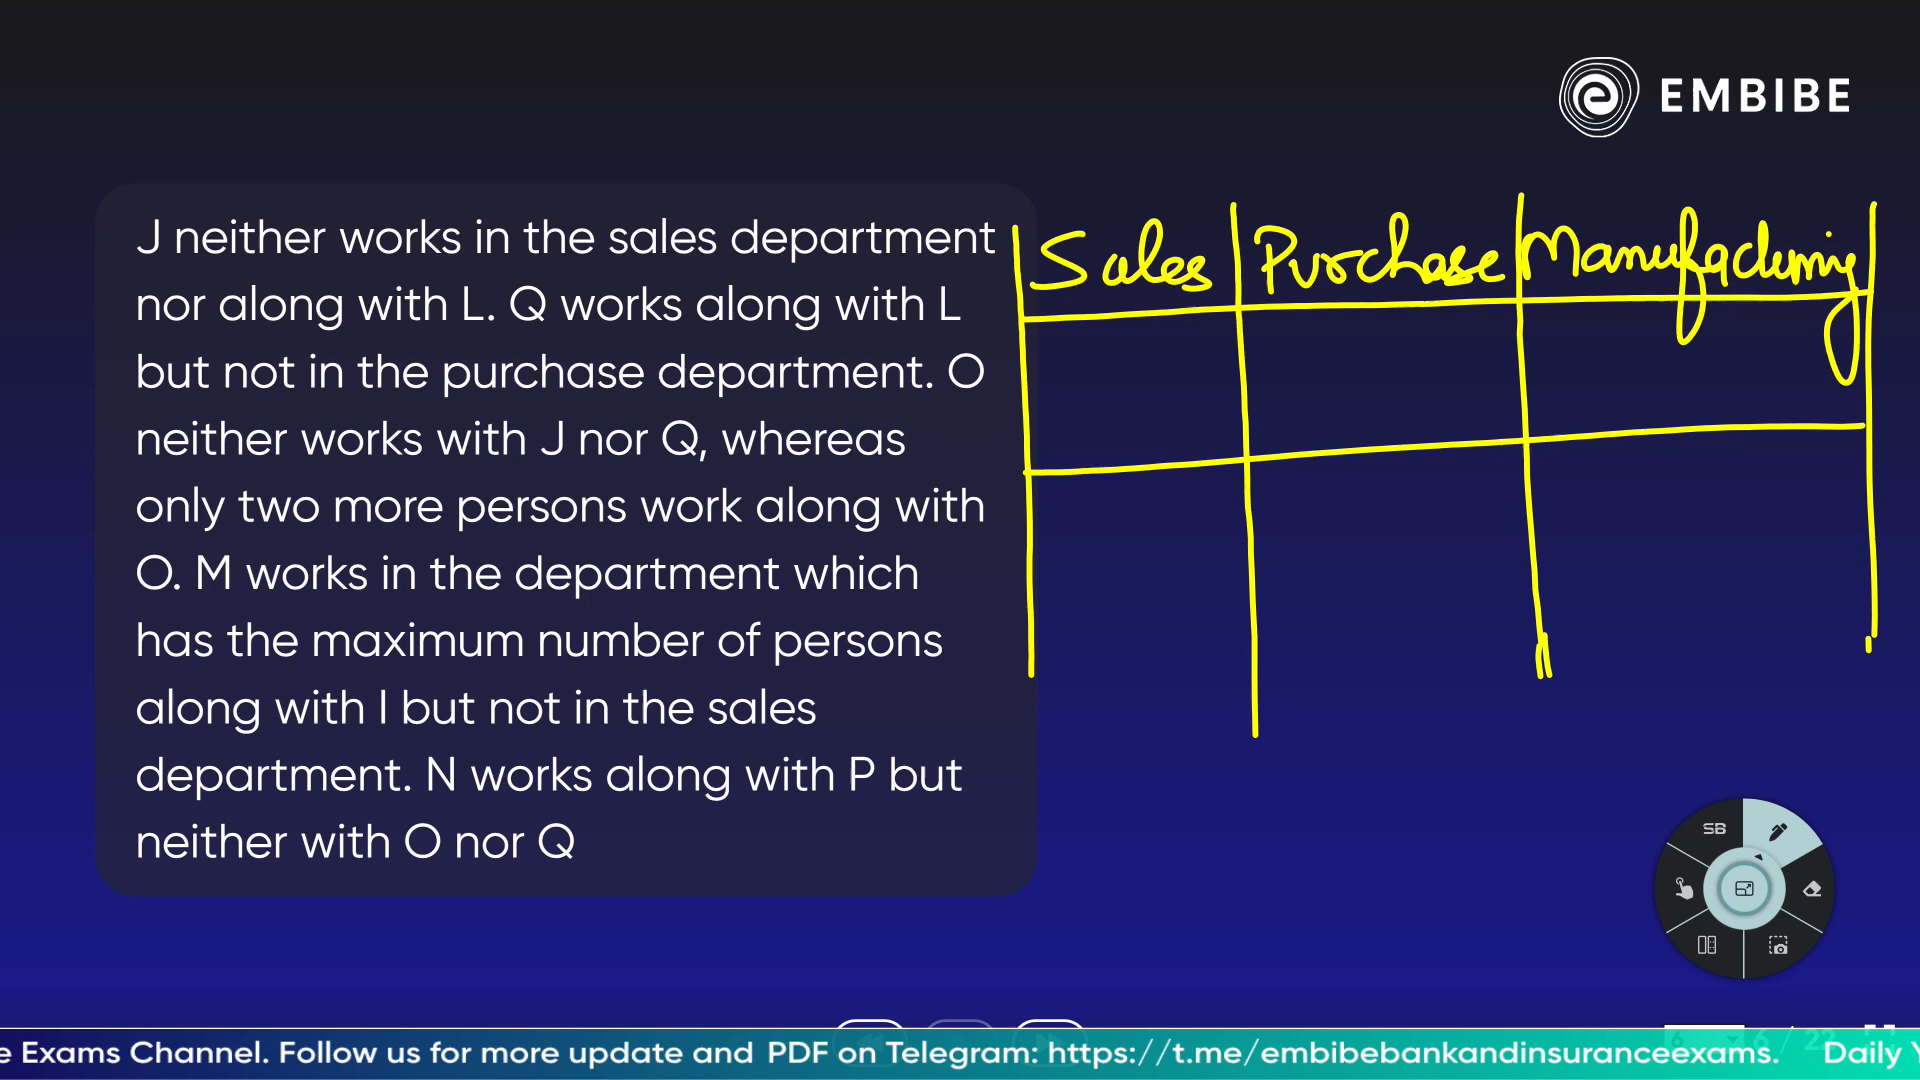 EMBIBE
J neither works in the sales department
nor along with L. Q works along with L
but not in the purchase department. O
neither works with J nor Q, whereas
only two more persons work along with
O. M works in the department which
has the maximum number of persons
along with I but not in the sales
department. N works along with P but
neither with O nor Q
Sales Purchase Manufacturing
SB
e Exams Channel. Follow us for more update and PDF on Telegram: https://t.me/embibebankandinsuranceexams. Daily Y